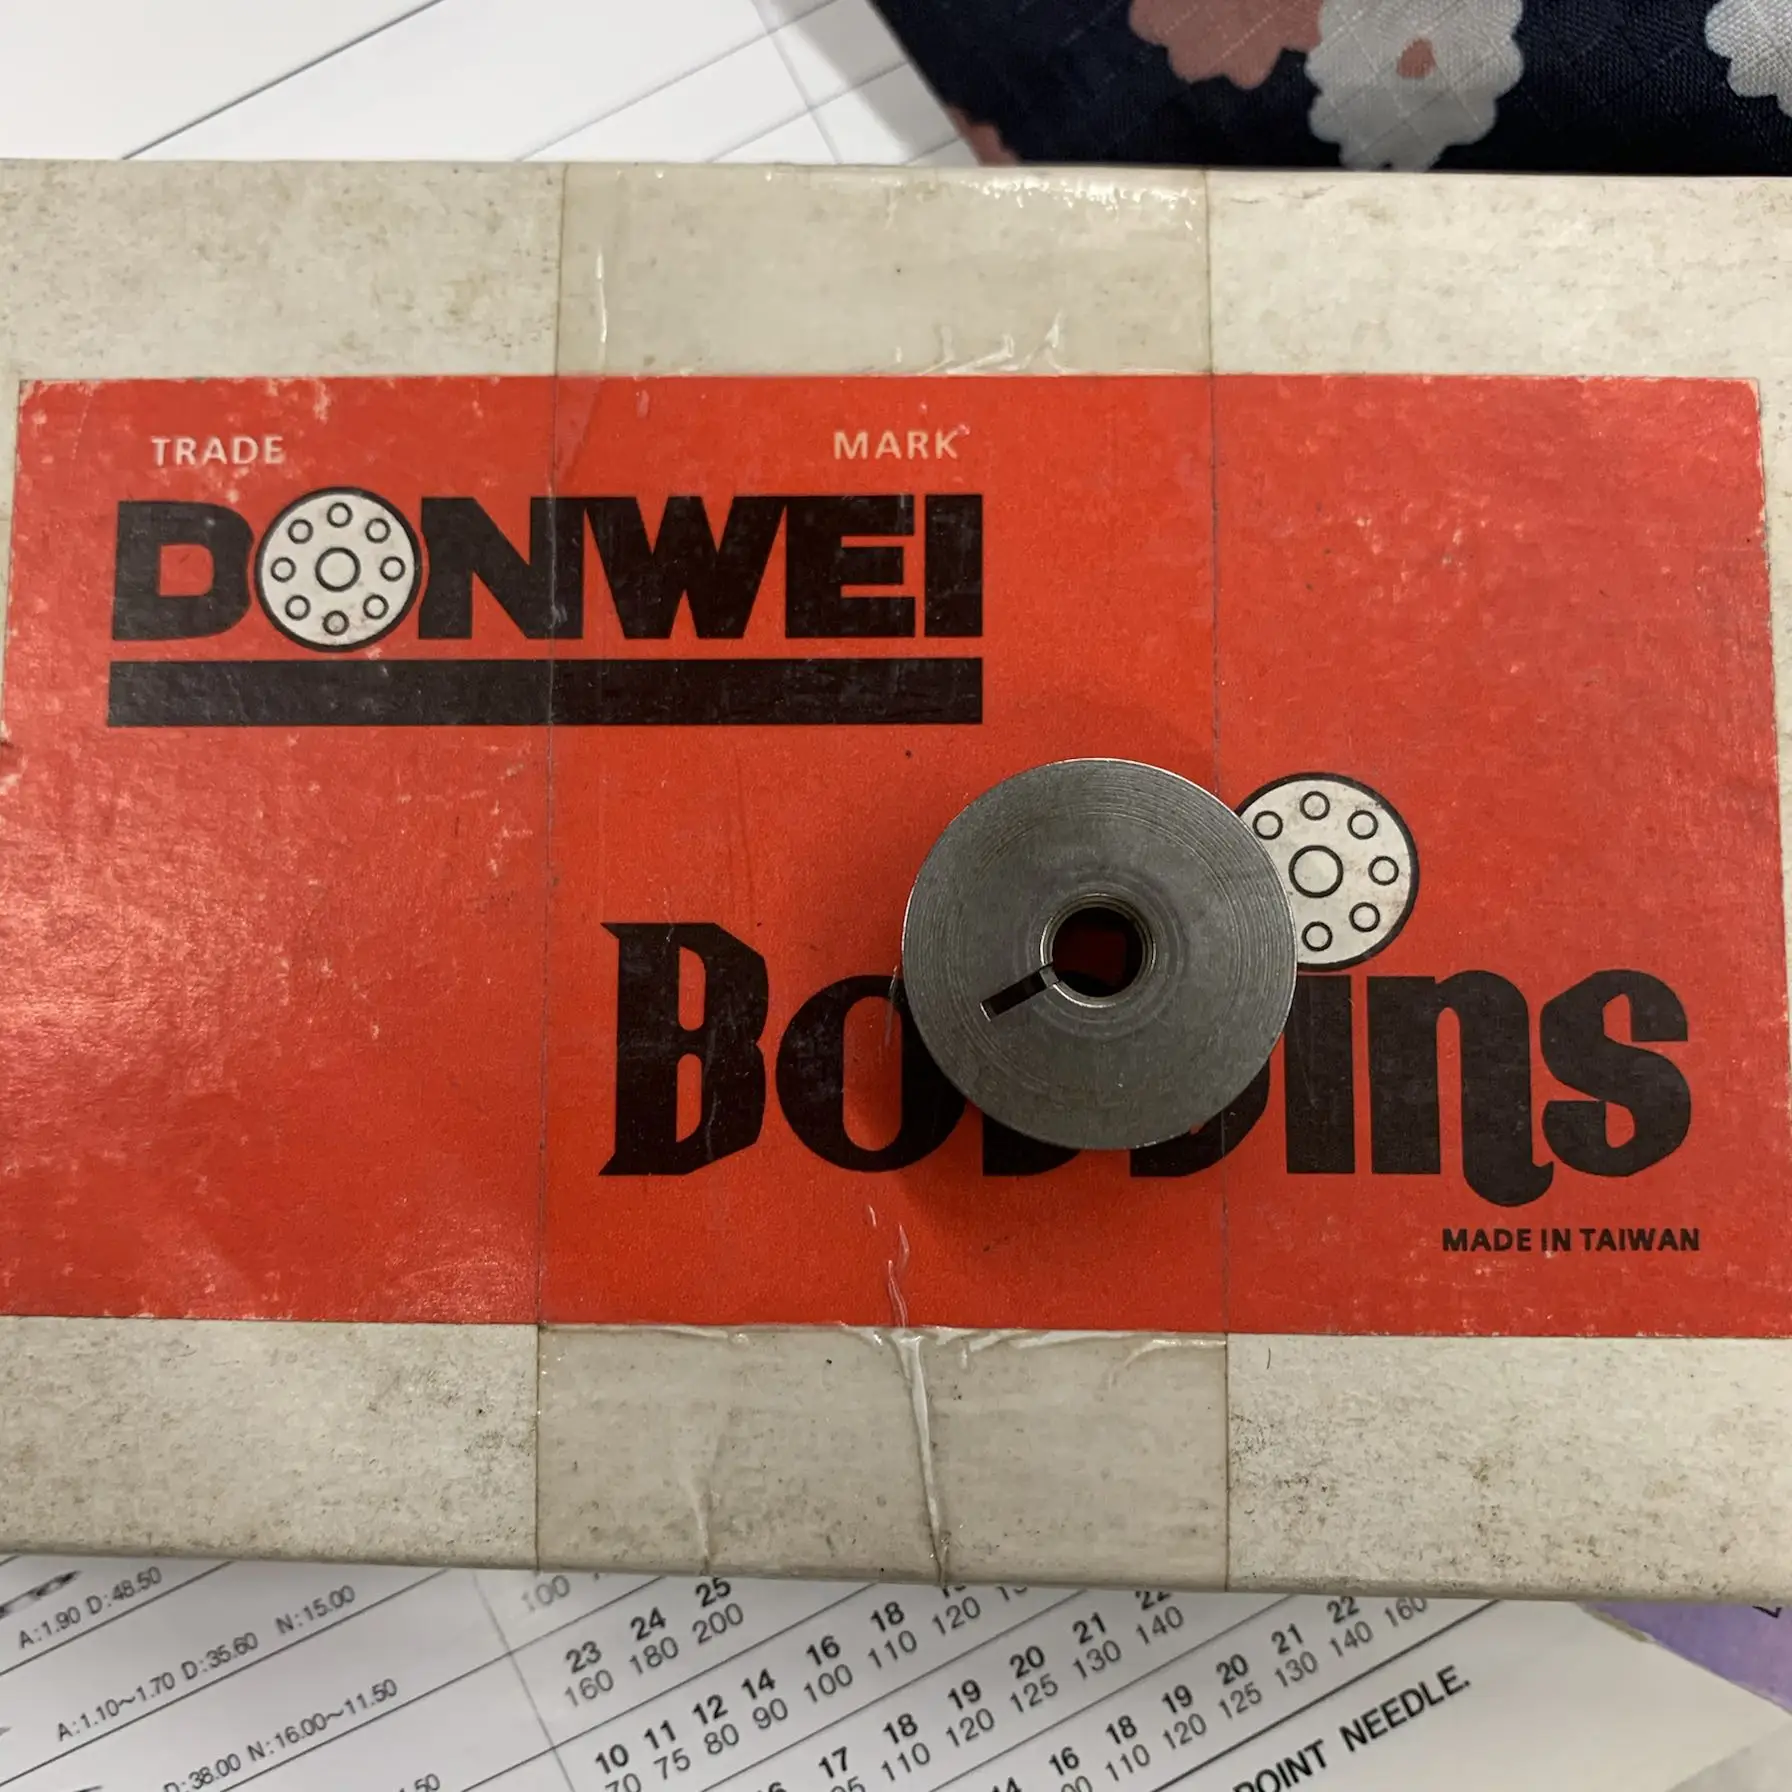 TRADE MARK
DONWEI
Bobbins
MADE IN TAIWAN
A:1.90 D:48.50
A:1.10~1.70 D:35.60 N:15.00
D:38.00 N:16.00~11.50
100
23 24 25
160 180 200
10 11 12 14 16 18
70 75 80 90 100 110 120
17 18 19 20 21 22
110 120 125 130 140
16 18 19 20 21 22
110 120 125 130 140 160
POINT NEEDLE.